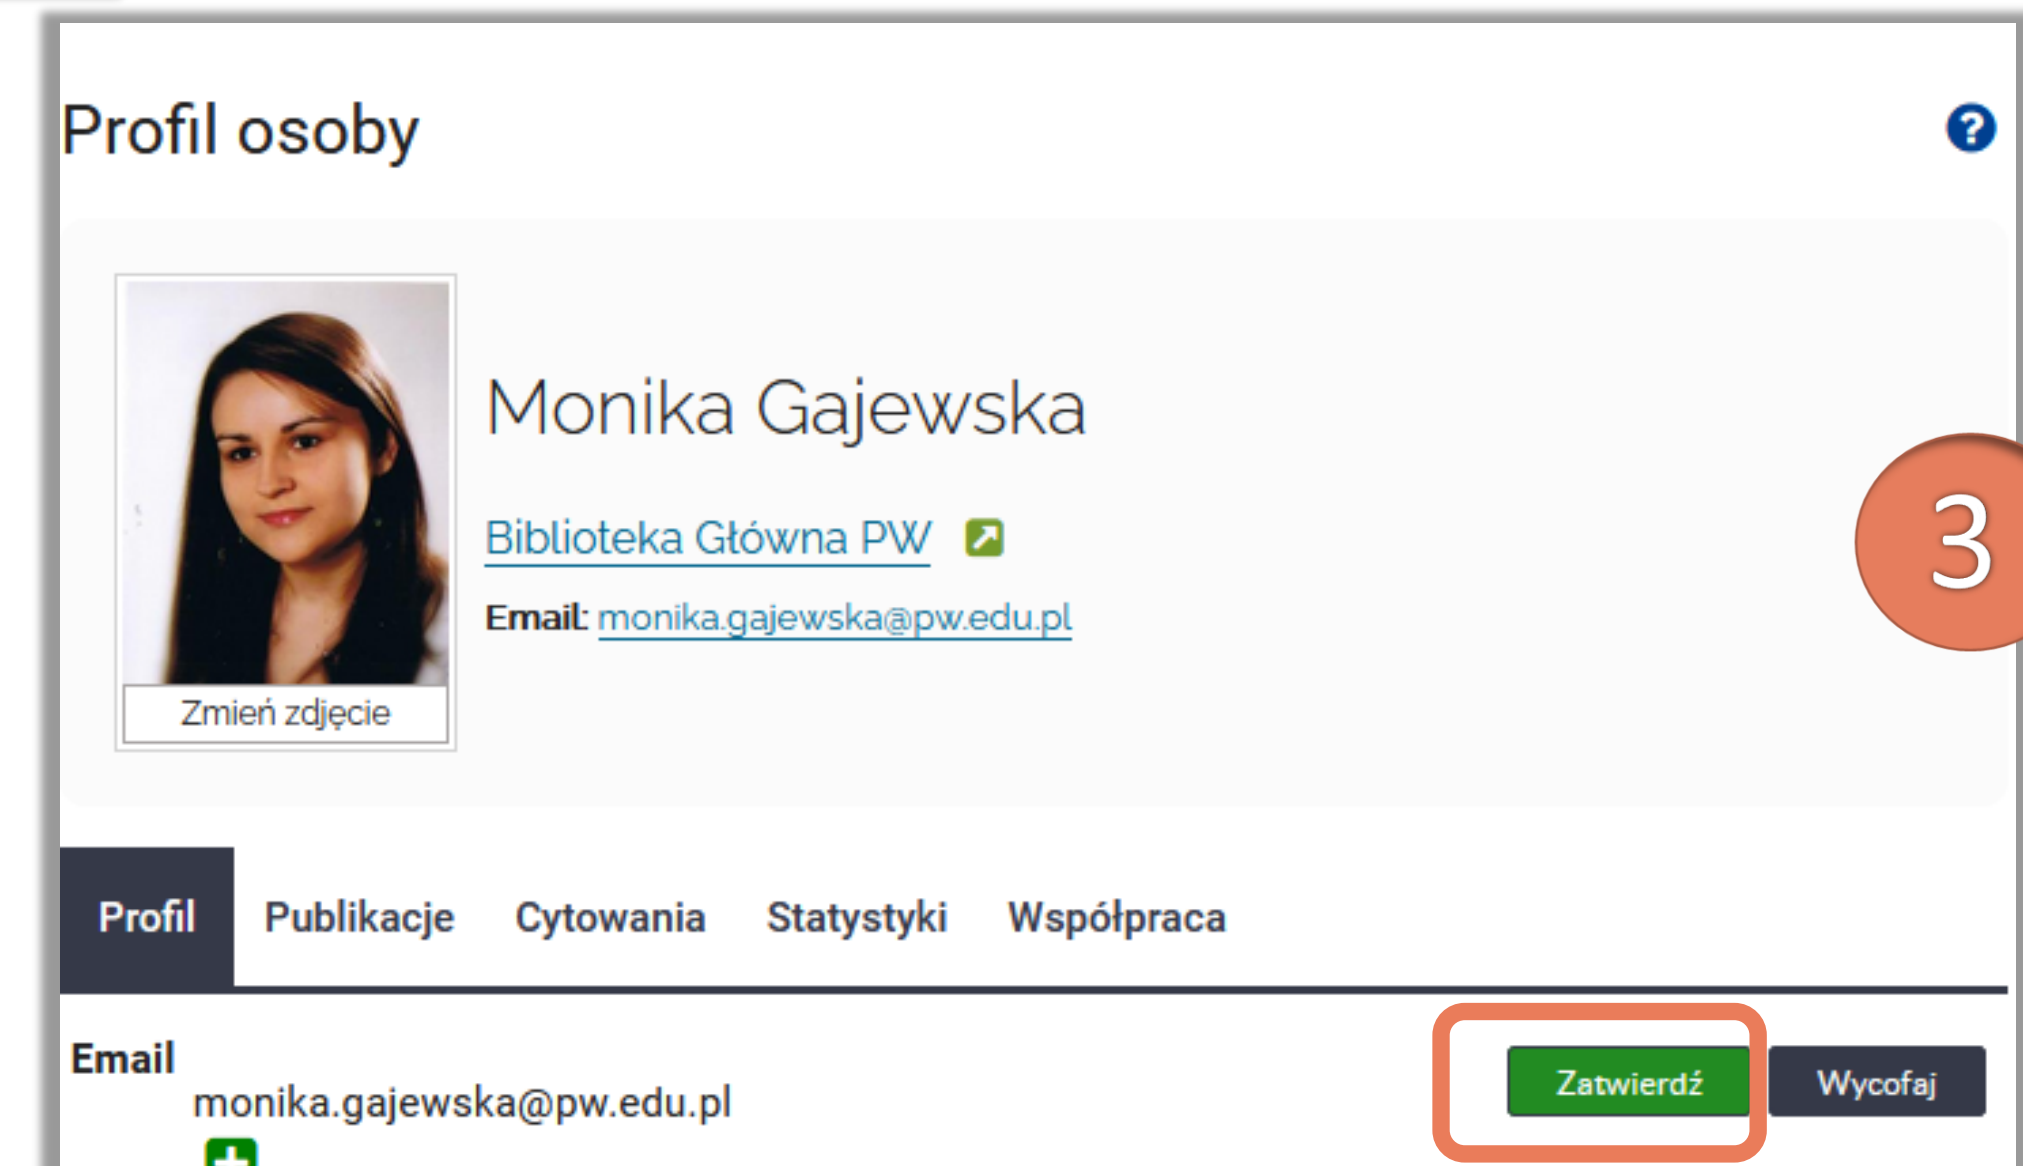 Profil osoby
?
Monika Gajewska
Biblioteka Główna PW
Email: monika.gajewska@pw.edu.pl
3
Zmień zdjęcie
Profil Publikacje Cytowania Statystyki Współpraca
Email
Zatwierdź Wycofaj
monika.gajewska@pw.edu.pl